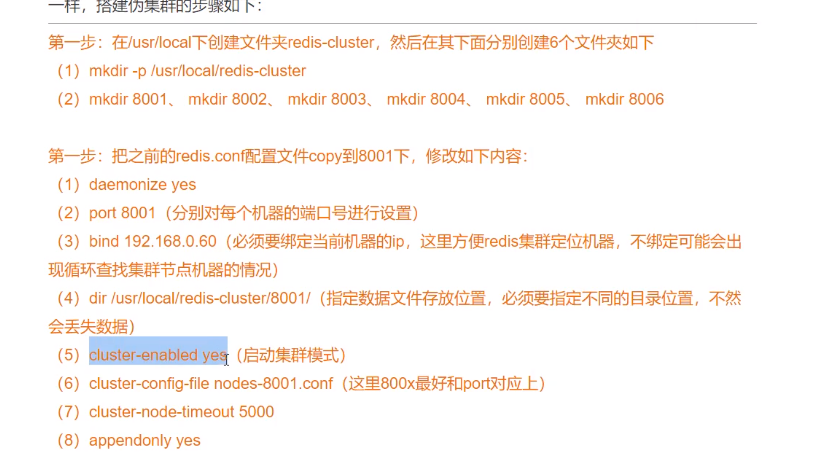 一样，搭建伪集群的步骤如下：
第一步：在/usr/local下创建文件夹redis-cluster，然后在其下面分别创建6个文件夾如下
（1）mkdir -p /usr/local/redis-cluster
（2）mkdir 8001、 mkdir 8002、 mkdir 8003、 mkdir 8004、 mkdir 8005、 mkdir 8006
第一步：把之前的redis.conf配置文件copy到8001下，修改如下内容：
（1）daemonize yes
（2）port 8001（分别对每个机器的端口号进行设置）
（3）bind 192.168.0.60（必须要绑定当前机器的ip，这里方便redis集群定位机器，不绑定可能会出
现循环查找集群节点机器的情况）
（4）dir /usr/local/redis-cluster/8001/（指定数据文件存放位置，必须要指定不同的目录位置，不然
会丢失数据）
（5）cluster-enabled yes（启动集群模式）
（6）cluster-config-file nodes-8001.conf（这里800x最好和port对应上）
（7）cluster-node-timeout 5000
（8）appendonly yes